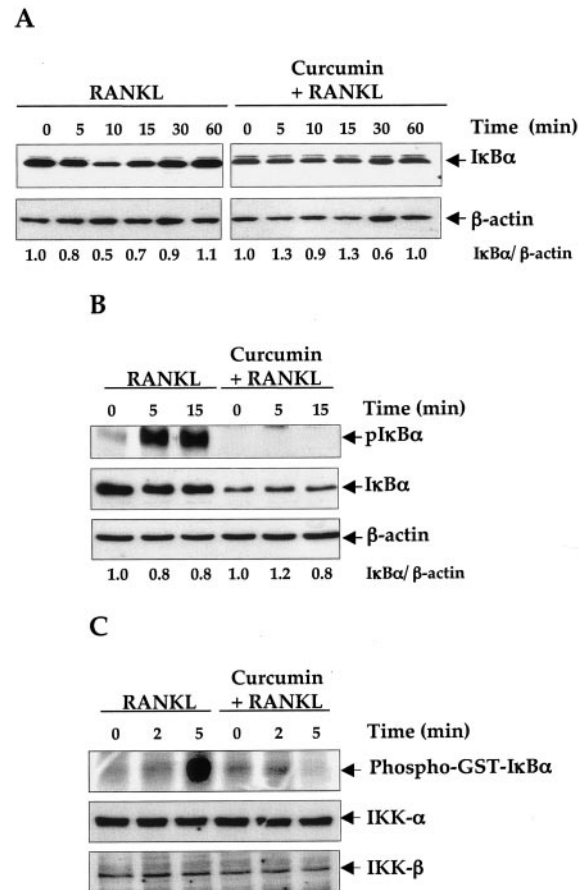 A
RANKL Curcumin + RANKL
0 5 10 15 30 60 0 5 10 15 30 60 Time (min)
IκBα
β-actin
1.0 0.8 0.5 0.7 0.9 1.1 1.0 1.3 0.9 1.3 0.6 1.0 IκBα/ β-actin
B
RANKL Curcumin + RANKL
0 5 15 0 5 15 Time (min)
pIκBα
IκBα
β-actin
1.0 0.8 0.8 1.0 1.2 0.8 IκBα/ β-actin
C
RANKL Curcumin + RANKL
0 2 5 0 2 5 Time (min)
Phospho-GST-IκBα
IKK-α
IKK-β